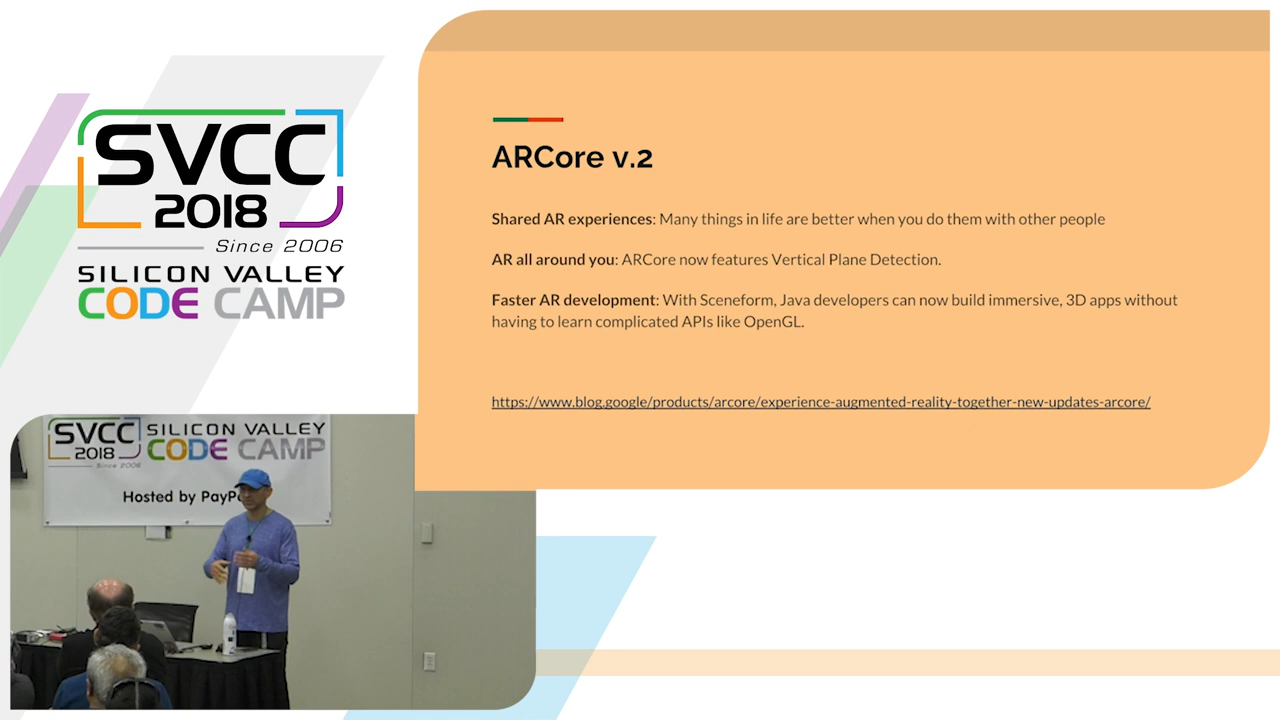 SVCC
2018
Since 2006
SILICON VALLEY
CODE CAMP
ARCore v.2
Shared AR experiences: Many things in life are better when you do them with other people
AR all around you: ARCore now features Vertical Plane Detection.
Faster AR development: With Sceneform, Java developers can now build immersive, 3D apps without
having to learn complicated APIs like OpenGL.
https://www.blog.google/products/arcore/experience-augmented-reality-together-new-updates-arcore/
SVCC
2018
Since 2006
SILICON VALLEY
CODE CAMP
Hosted by